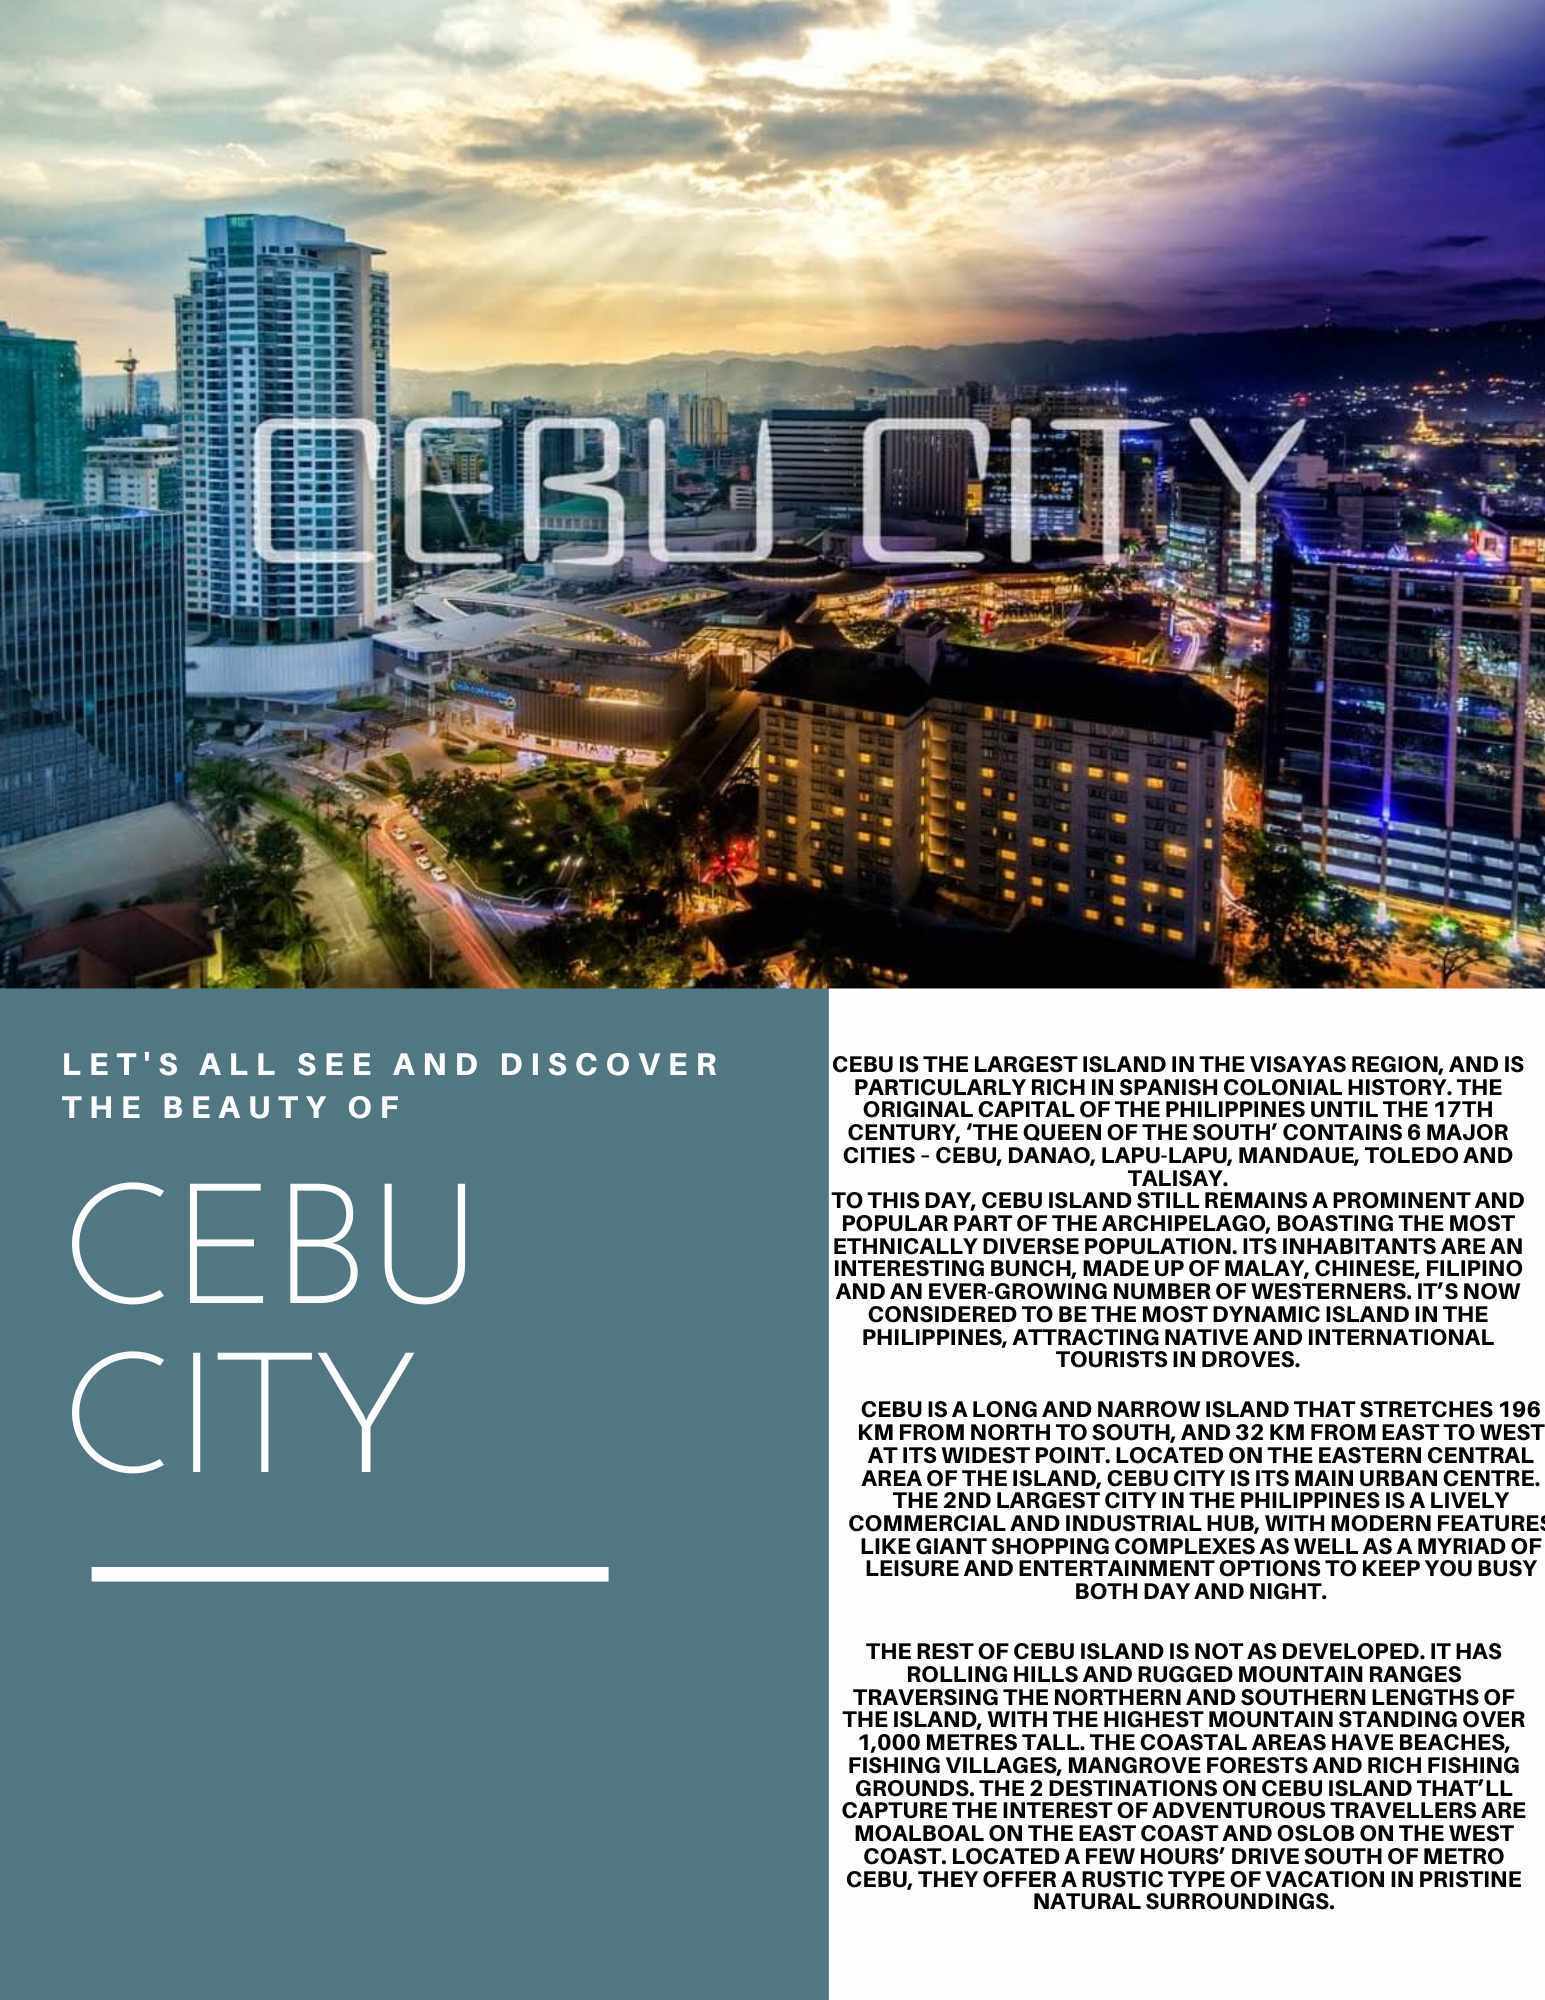 CEBU CITY
MANGO
LET'S ALL SEE AND DISCOVER
THE BEAUTY OF
CEBU
CITY
CEBU IS THE LARGEST ISLAND IN THE VISAYAS REGION, AND IS
PARTICULARLY RICH IN SPANISH COLONIAL HISTORY. THE
ORIGINAL CAPITAL OF THE PHILIPPINES UNTIL THE 17TH
CENTURY, ‘THE QUEEN OF THE SOUTH’ CONTAINS 6 MAJOR
CITIES – CEBU, DANAO, LAPU-LAPU, MANDAUE, TOLEDO AND
TALISAY.
TO THIS DAY, CEBU ISLAND STILL REMAINS A PROMINENT AND
POPULAR PART OF THE ARCHIPELAGO, BOASTING THE MOST
ETHNICALLY DIVERSE POPULATION. ITS INHABITANTS ARE AN
INTERESTING BUNCH, MADE UP OF MALAY, CHINESE, FILIPINO
AND AN EVER-GROWING NUMBER OF WESTERNERS. IT’S NOW
CONSIDERED TO BE THE MOST DYNAMIC ISLAND IN THE
PHILIPPINES, ATTRACTING NATIVE AND INTERNATIONAL
TOURISTS IN DROVES.
CEBU IS A LONG AND NARROW ISLAND THAT STRETCHES 196
KM FROM NORTH TO SOUTH, AND 32 KM FROM EAST TO WEST
AT ITS WIDEST POINT. LOCATED ON THE EASTERN CENTRAL
AREA OF THE ISLAND, CEBU CITY IS ITS MAIN URBAN CENTRE.
THE 2ND LARGEST CITY IN THE PHILIPPINES IS A LIVELY
COMMERCIAL AND INDUSTRIAL HUB, WITH MODERN FEATURES
LIKE GIANT SHOPPING COMPLEXES AS WELL AS A MYRIAD OF
LEISURE AND ENTERTAINMENT OPTIONS TO KEEP YOU BUSY
BOTH DAY AND NIGHT.
THE REST OF CEBU ISLAND IS NOT AS DEVELOPED. IT HAS
ROLLING HILLS AND RUGGED MOUNTAIN RANGES
TRAVERSING THE NORTHERN AND SOUTHERN LENGTHS OF
THE ISLAND, WITH THE HIGHEST MOUNTAIN STANDING OVER
1,000 METRES TALL. THE COASTAL AREAS HAVE BEACHES,
FISHING VILLAGES, MANGROVE FORESTS AND RICH FISHING
GROUNDS. THE 2 DESTINATIONS ON CEBU ISLAND THAT’LL
CAPTURE THE INTEREST OF ADVENTUROUS TRAVELLERS ARE
MOALBOAL ON THE EAST COAST AND OSLOB ON THE WEST
COAST. LOCATED A FEW HOURS’ DRIVE SOUTH OF METRO
CEBU, THEY OFFER A RUSTIC TYPE OF VACATION IN PRISTINE
NATURAL SURROUNDINGS.